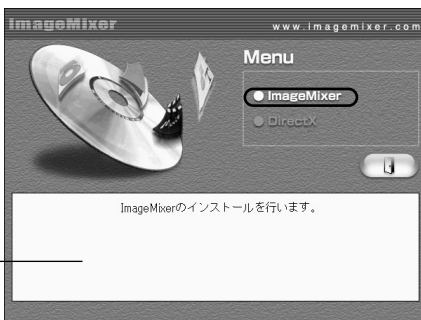 ImageMixer
www.imagemixer.com
Menu
ImageMixer
DirectX
ImageMixerのインストールを行います。